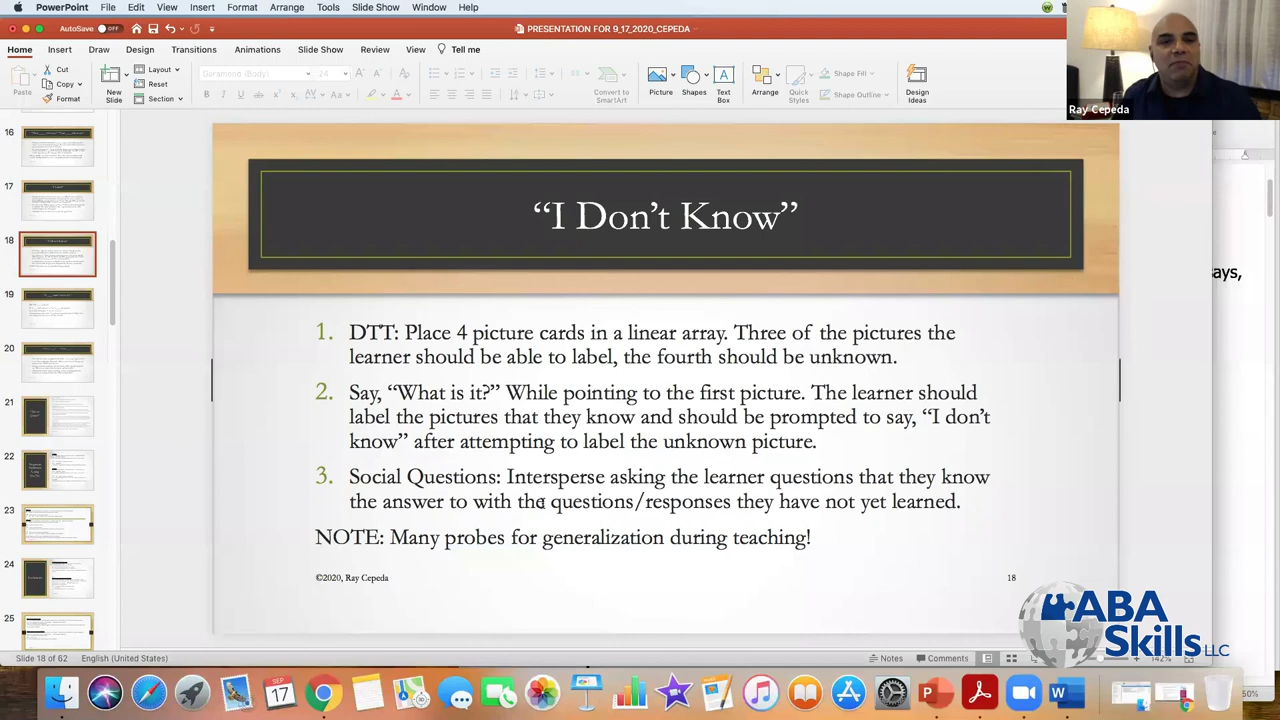 PowerPoint File Edit View Insert Format Arrange Tools Slide Show Window Help
AutoSave OFF
PRESENTATION FOR 9_17_2020_CEPEDA
Home Insert Draw Design Transitions Animations Slide Show Review View Tell me
Paste
Cut
Copy
Format
New Slide
Layout
Reset
Section
Garamond (Body)
24
Convert to SmartArt
Picture
Shapes
Text Box
Arrange
Quick Styles
Shape Fill
Shape Outline
Design Ideas
Ray Cepeda
16
17
18
19
20
21
22
23
24
25
“I Don’t Know”
1. DTT: Place 4 picture cards in a linear array. Three of the pictures the
learner should be able to label, the fourth should be unknown.
2. Say, “What is it?” While pointing to the first picture. The learner should
label the pictures that they know and should be prompted to say, “I don’t
know” after attempting to label the unknown picture.
3. Social Questions: Intersperse asking the learner questions that they know
the answer to with the questions/responses they have not yet learned.
NOTE: Many probes for generalization during teaching!
Ray Cepeda
18
ays,
ABA
Skills LLC
Slide 18 of 62
English (United States)
Notes
Comments
142%
50%
SEP
17